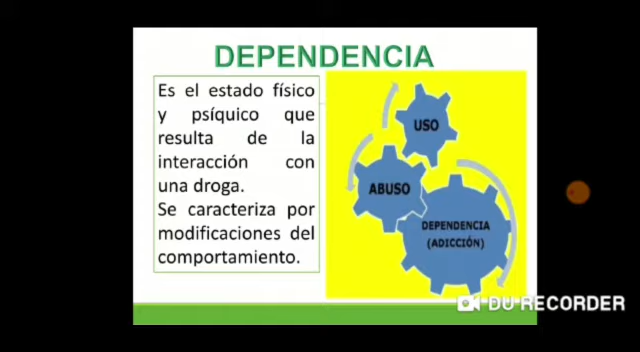 DEPENDENCIA
Es el estado físico
y psíquico que
resulta de la
interacción con
una droga.
Se caracteriza por
modificaciones del
comportamiento.
USO
ABUSO
DEPENDENCIA
(ADICCIÓN)
DU RECORDER